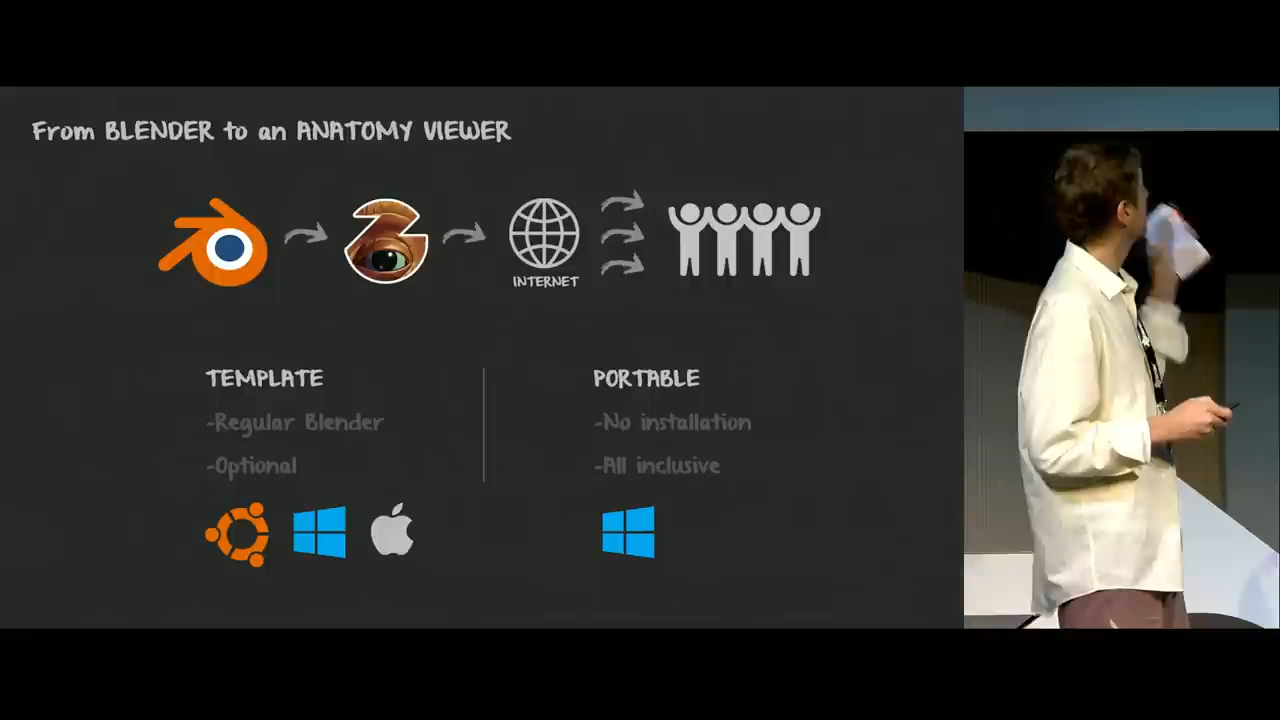 From BLENDER to an ANATOMY VIEWER
INTERNET
TEMPLATE
-Regular Blender
-Optional
PORTABLE
-No installation
-All inclusive